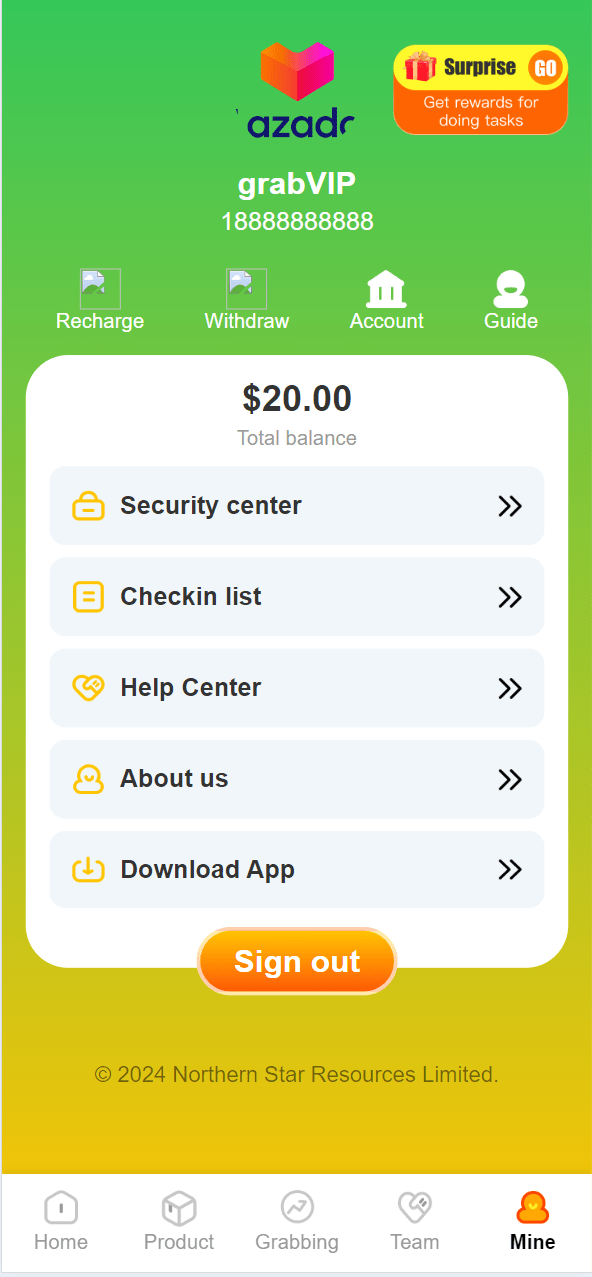 Surprise GO
Get rewards for
doing tasks
azada
grabVIP
18888888888
Recharge Withdraw Account Guide
$20.00
Total balance
Security center
Checkin list
Help Center
About us
Download App
Sign out
© 2024 Northern Star Resources Limited.
Home Product Grabbing Team Mine